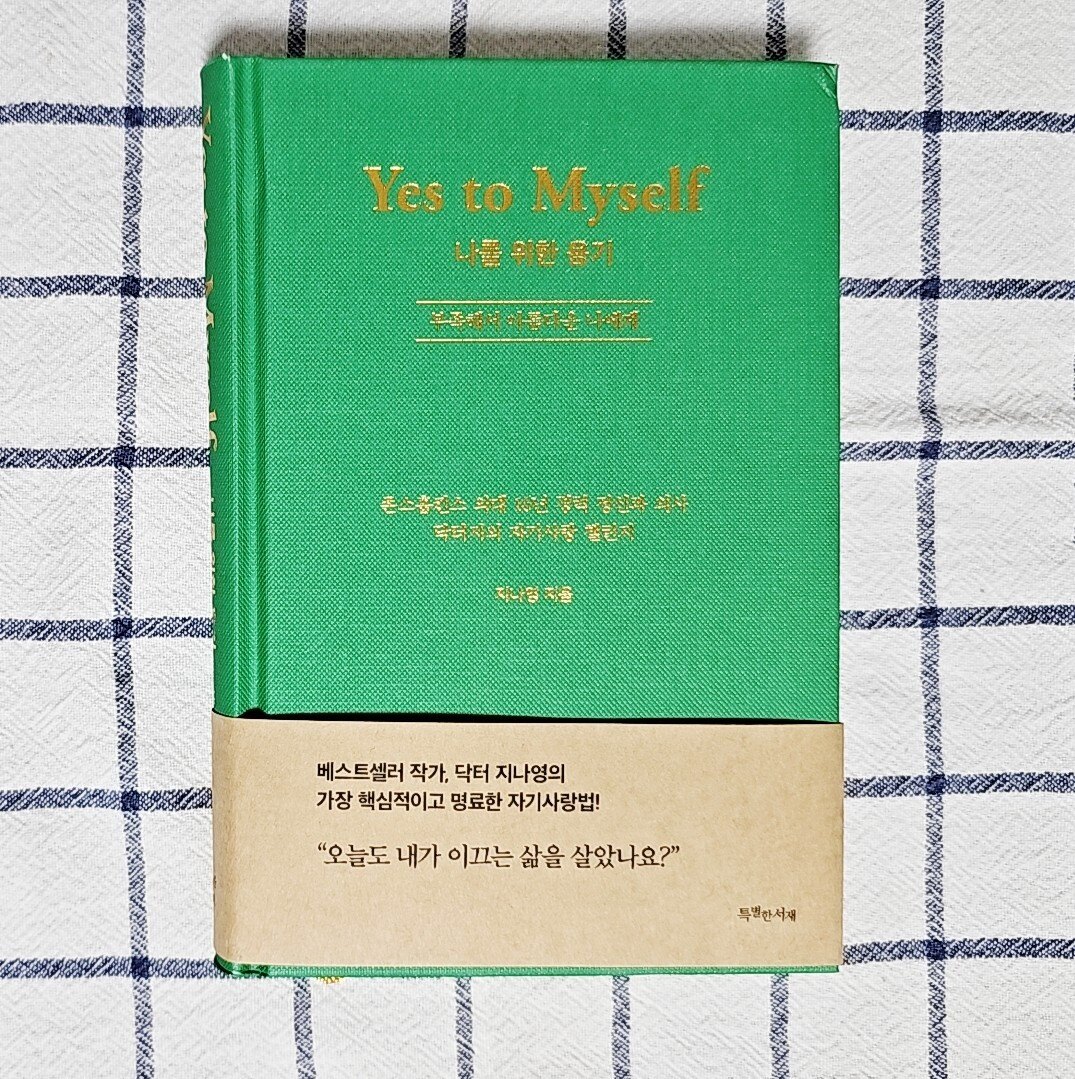 Yes to Myself
나를 위한 용기
부족해서 아름다운 나에게
존스홉킨스 의대 10년 경력 정신과 의사
닥터지의 자기사랑 챌린지
지나영 지음
베스트셀러 작가, 닥터 지나영의
가장 핵심적이고 명료한 자기사랑법!
“오늘도 내가 이끄는 삶을 살았나요?”
특별한서재